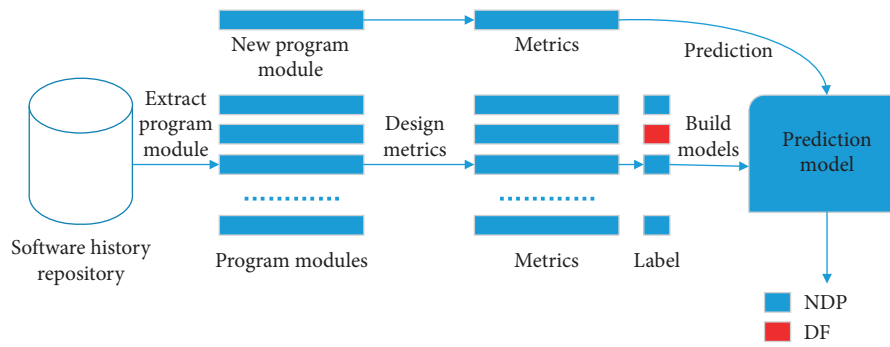 New program
module
Metrics
Prediction
Extract
program
module
Design
metrics
Build
models
Prediction
model
Software history
repository
Program modules
Metrics
Label
NDP
DF